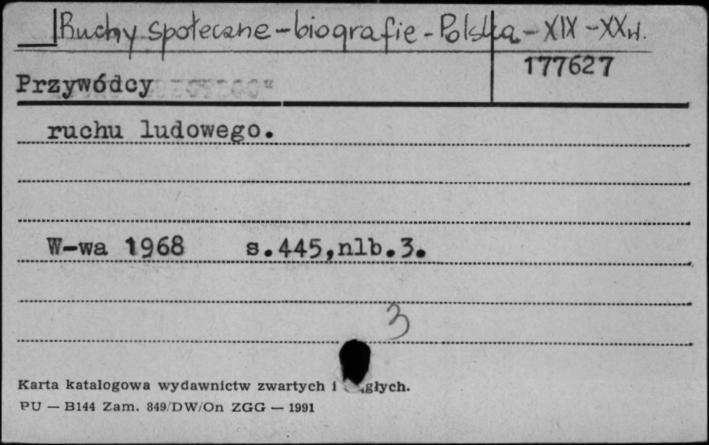 Ruchy społeczne - biografie - Polska - XIX - XX w.
177627
Przywódcy
ruchu ludowego.
W-wa 1968 s.445,nlb.3.
3
Karta katalogowa wydawnictw zwartych i
PU — B144 Zam. 849/DW/On ZGG — 1991